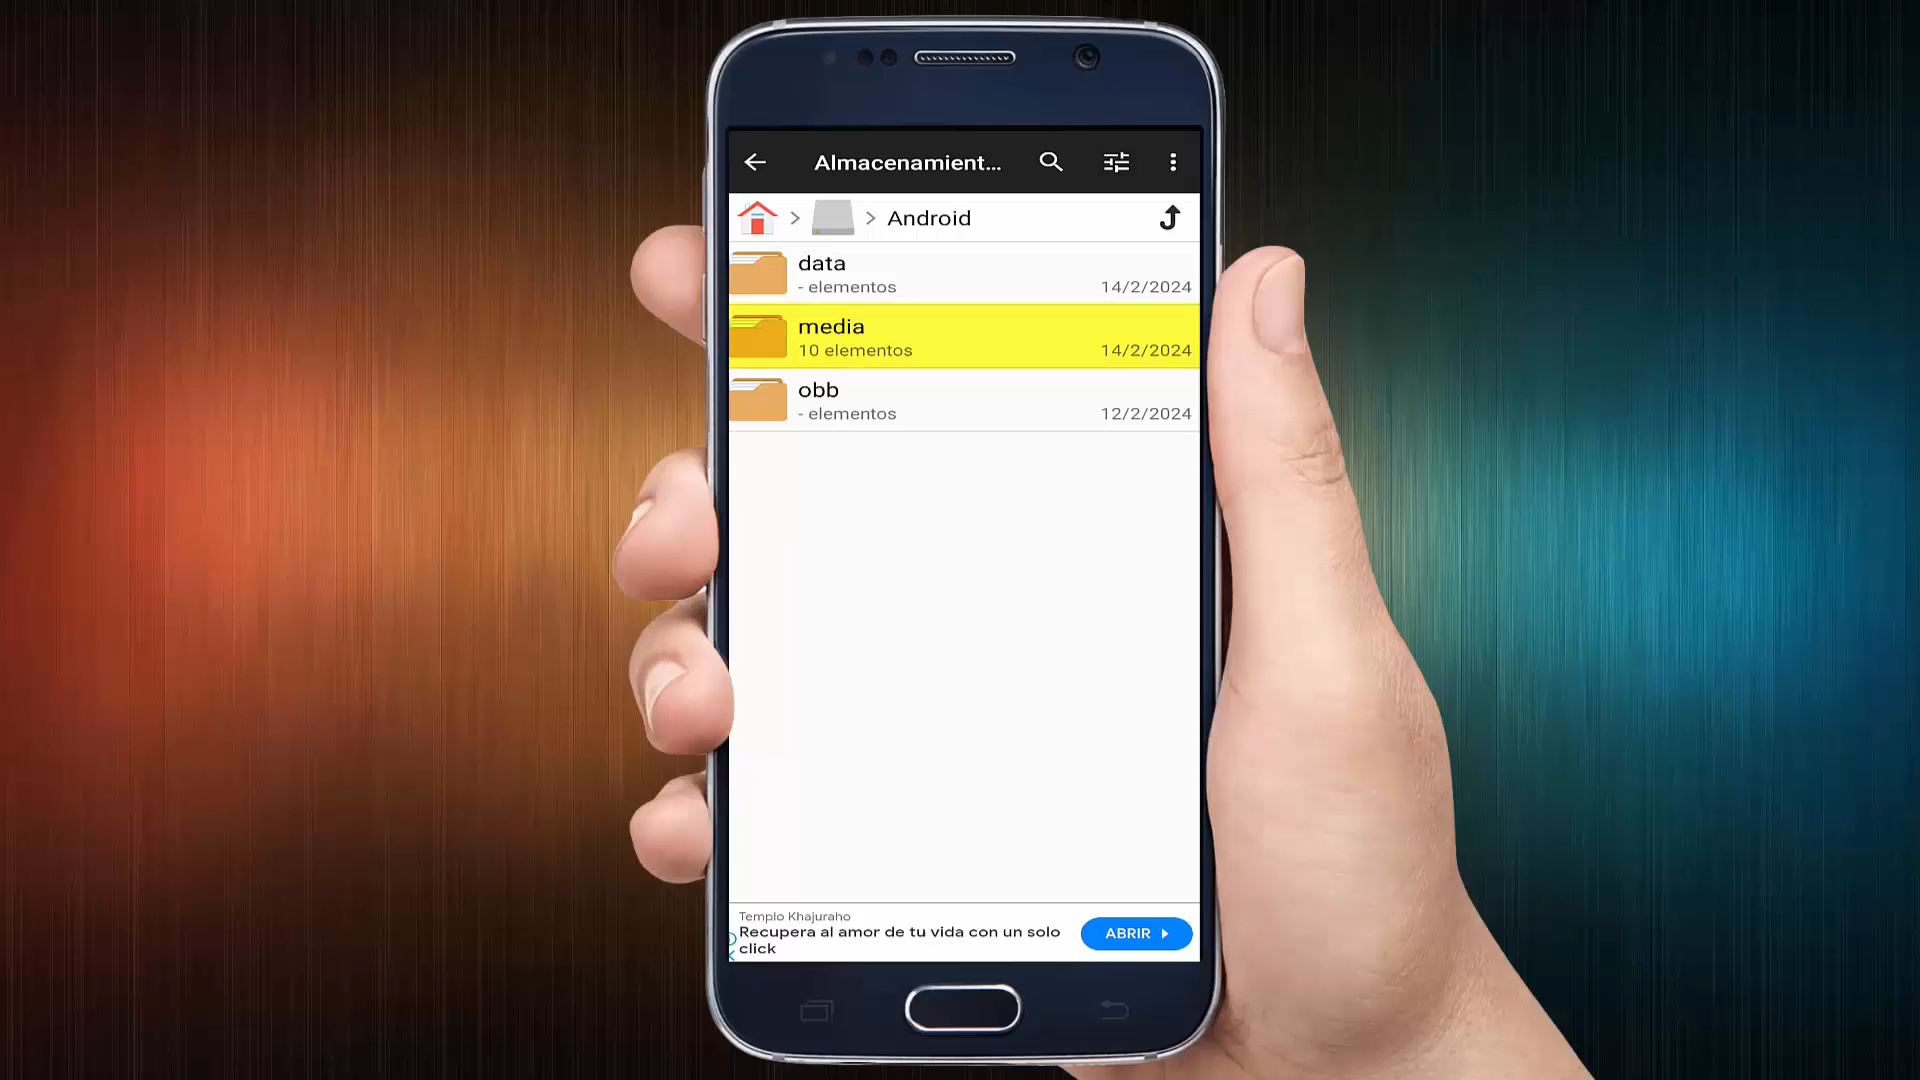 Almacenamient...
Android
data
- elementos
14/2/2024
media
10 elementos
14/2/2024
obb
- elementos
12/2/2024
Templo Khajuraho
Recupera al amor de tu vida con un solo
click
ABRIR